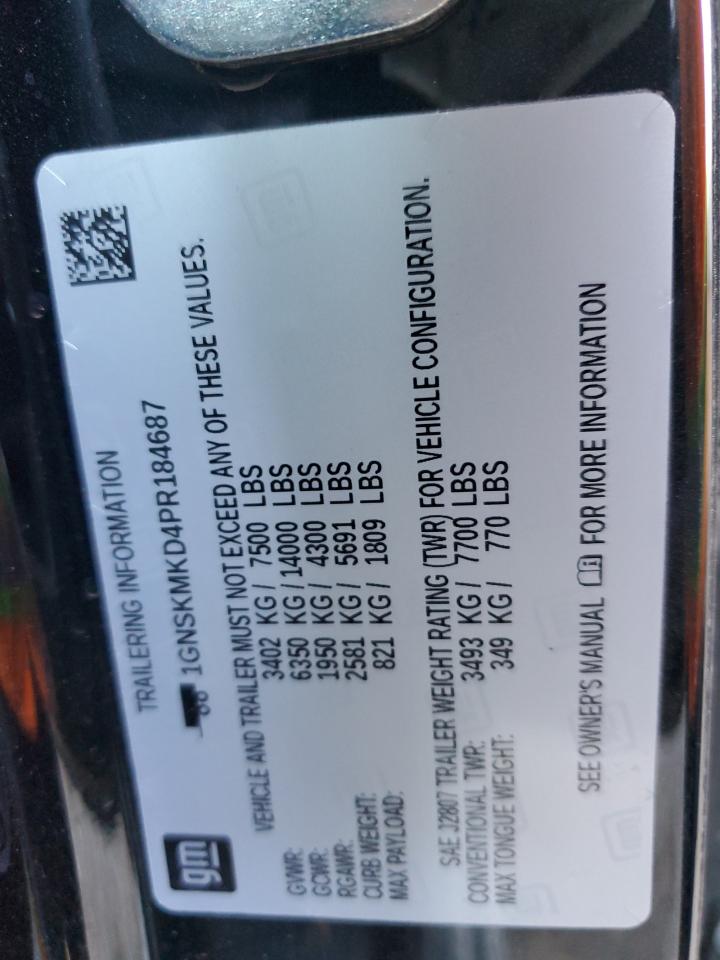 gm
TRAILERING INFORMATION
1GNSKMKD4PR184687
VEHICLE AND TRAILER MUST NOT EXCEED ANY OF THESE VALUES.
GVWR: 3402 KG / 7500 LBS
GCWR: 6350 KG / 14000 LBS
RGAWR: 1950 KG / 4300 LBS
CURB WEIGHT: 2581 KG / 5691 LBS
MAX PAYLOAD: 821 KG / 1809 LBS
SAE J2807 TRAILER WEIGHT RATING (TWR) FOR VEHICLE CONFIGURATION.
CONVENTIONAL TWR: 3493 KG / 7700 LBS
MAX TONGUE WEIGHT: 349 KG / 770 LBS
SEE OWNER'S MANUAL FOR MORE INFORMATION